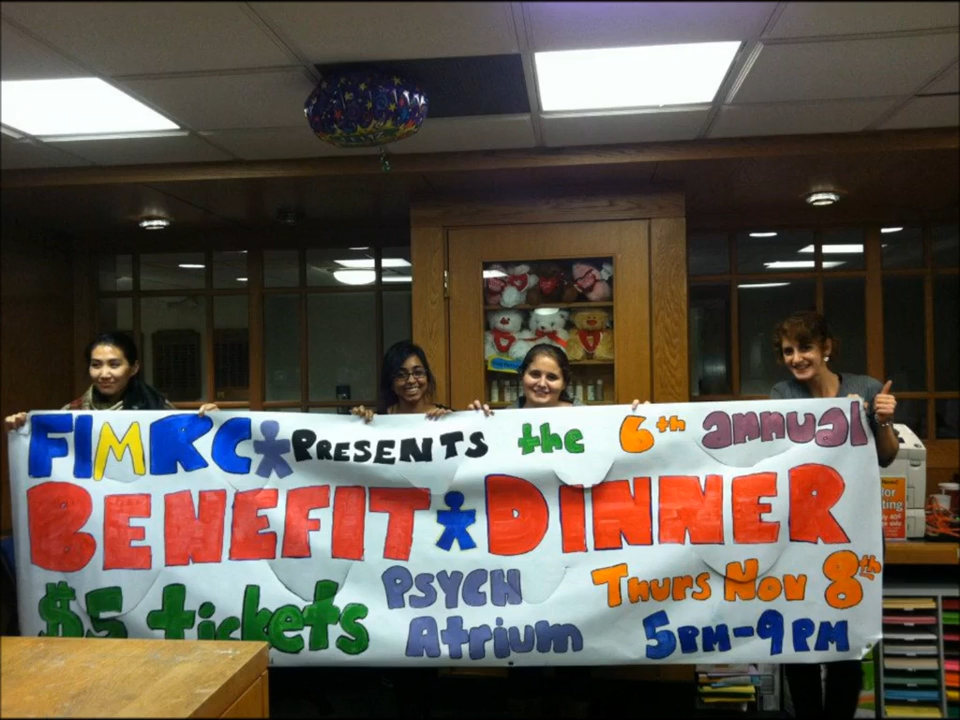 FIMRC PRESENTS the 6th annual
BENEFIT DINNER
$5 tickets
PSYCH Atrium
Thurs Nov 8th
5PM-9PM